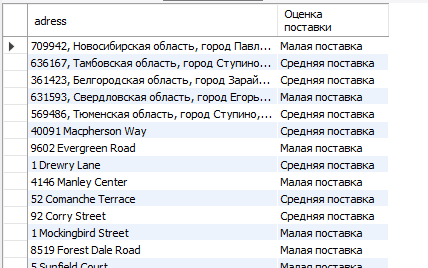 adress Оценка поставки
709942, Новосибирская область, город Павл... Малая поставка
636167, Тамбовская область, город Ступино... Средняя поставка
361423, Белгородская область, город Зарай... Средняя поставка
631593, Свердловская область, город Егорь... Малая поставка
569486, Тюменская область, город Ступино,... Средняя поставка
40091 Macpherson Way Средняя поставка
9602 Evergreen Road Малая поставка
1 Drewry Lane Средняя поставка
4146 Manley Center Малая поставка
52 Comanche Terrace Средняя поставка
92 Corry Street Средняя поставка
1 Mockingbird Street Малая поставка
8519 Forest Dale Road Малая поставка
5 Sunfield Court Малая поставка